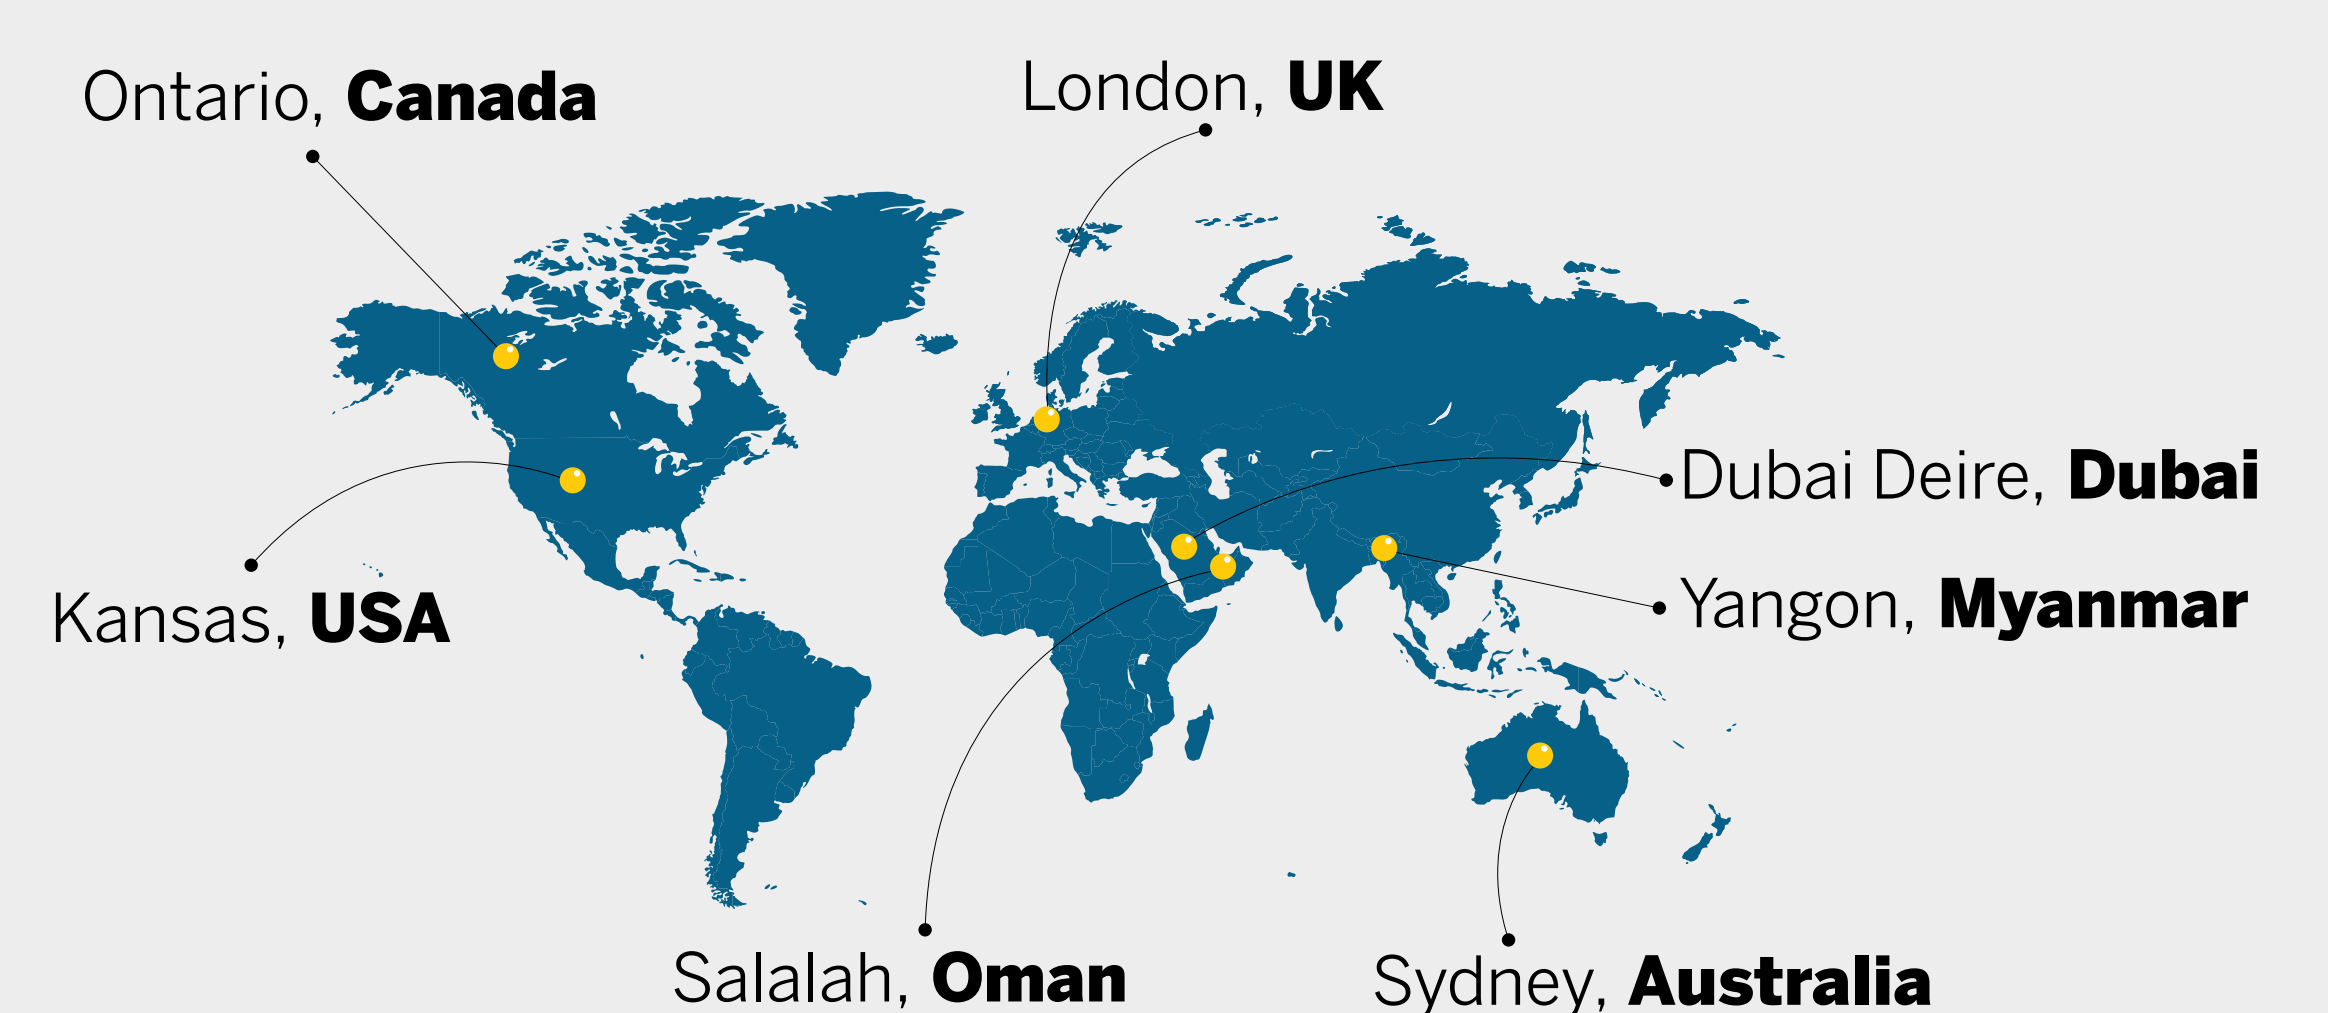 Ontario, Canada
London, UK
Dubai Deire, Dubai
Kansas, USA
Yangon, Myanmar
Salalah, Oman
Sydney, Australia